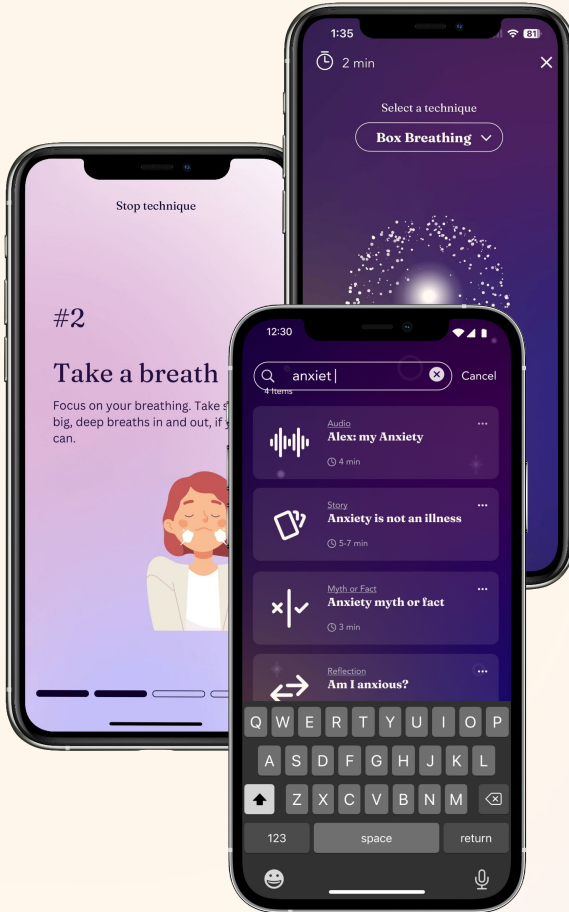 1:35
81
2 min
Select a technique
Box Breathing
Stop technique
#2
Take a breath
Focus on your breathing. Take
big, deep breaths in and out, if
can.
12:30
anxiet
Cancel
4 Items
Audio
Alex: my Anxiety
4 min
Story
Anxiety is not an illness
5-7 min
Myth or Fact
Anxiety myth or fact
3 min
Reflection
Am I anxious?
Q W E R T Y U I O P
A S D F G H J K L
Z X C V B N M
123 space return